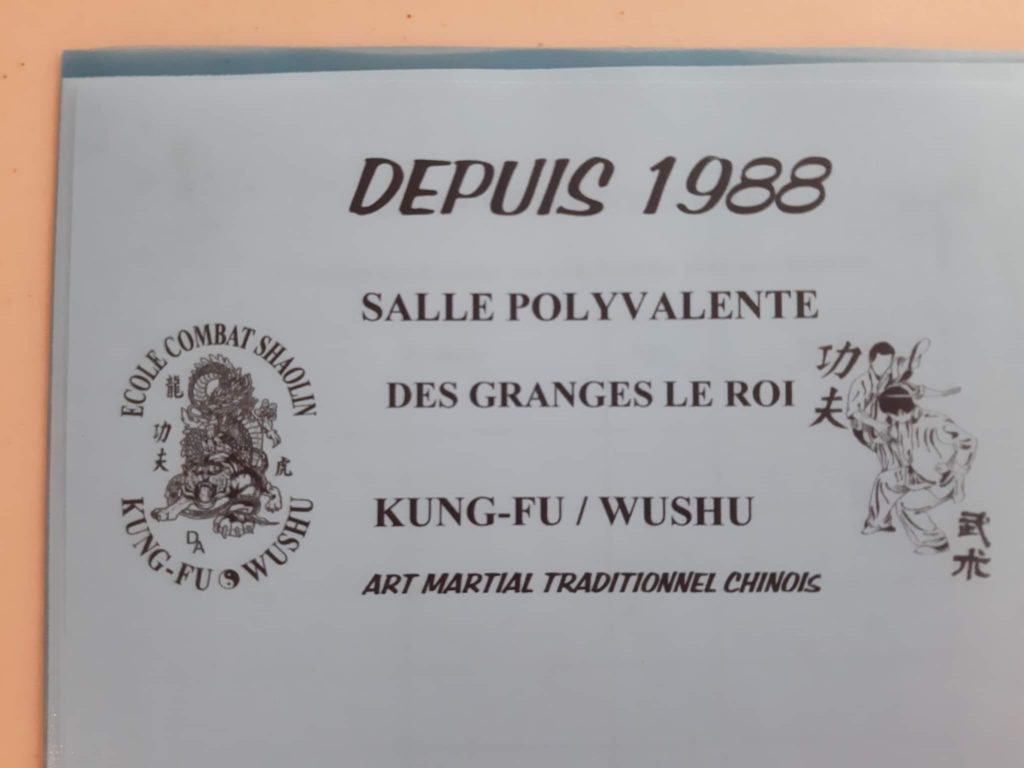 DEPUIS 1988
SALLE POLYVALENTE
DES GRANGES LE ROI
KUNG-FU / WUSHU
ART MARTIAL TRADITIONNEL CHINOIS
ECOLE COMBAT SHAOLIN
龍
功夫
虎
DA
KUNG-FU WUSHU
功夫
武术